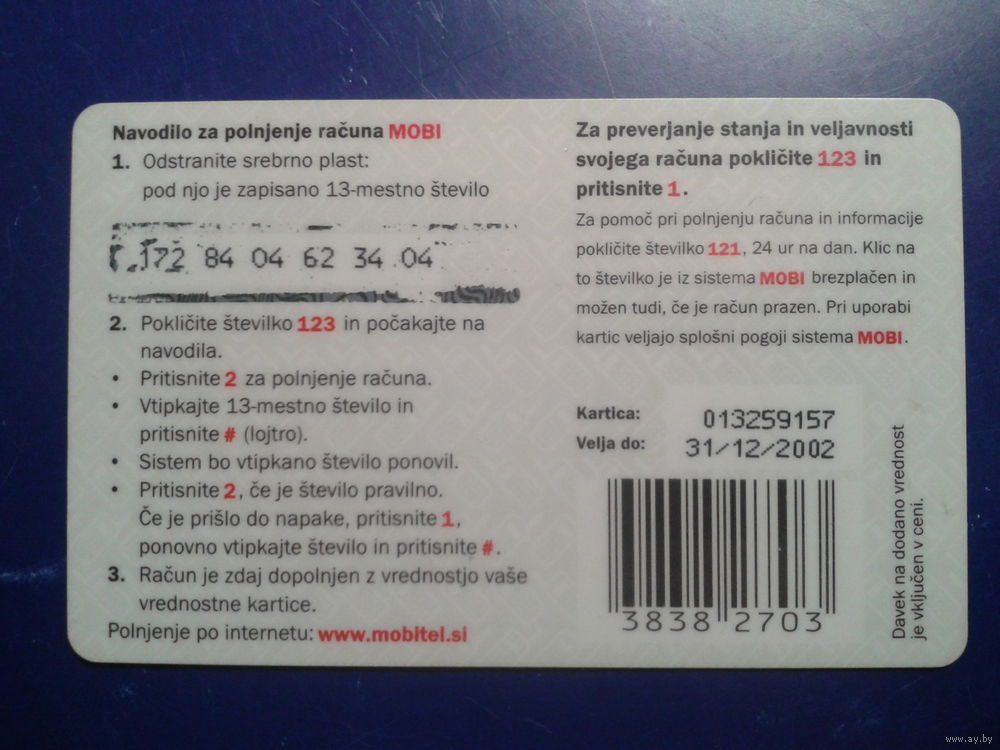 Navodilo za polnjenje računa MOBI
1. Odstranite srebrno plast:
pod njo je zapisano 13-mestno število
172 84 04 62 34 04
2. Pokličite številko 123 in počakajte na
navodila.
• Pritisnite 2 za polnjenje računa.
• Vtipkajte 13-mestno število in
pritisnite # (lojtro).
• Sistem bo vtipkano število ponovil.
• Pritisnite 2, če je število pravilno.
Če je prišlo do napake, pritisnite 1,
ponovno vtipkajte število in pritisnite #.
3. Račun je zdaj dopolnjen z vrednostjo vaše
vrednostne kartice.
Polnjenje po internetu: www.mobitel.si
Za preverjanje stanja in veljavnosti
svojega računa pokličite 123 in
pritisnite 1.
Za pomoč pri polnjenju računa in informacije
pokličite številko 121, 24 ur na dan. Klic na
to številko je iz sistema MOBI brezplačen in
možen tudi, če je račun prazen. Pri uporabi
kartic veljajo splošni pogoji sistema MOBI.
Kartica: 013259157
Velja do: 31/12/2002
3838 2703
Davek na dodano vrednost
je vključen v ceni.
www.ay.by